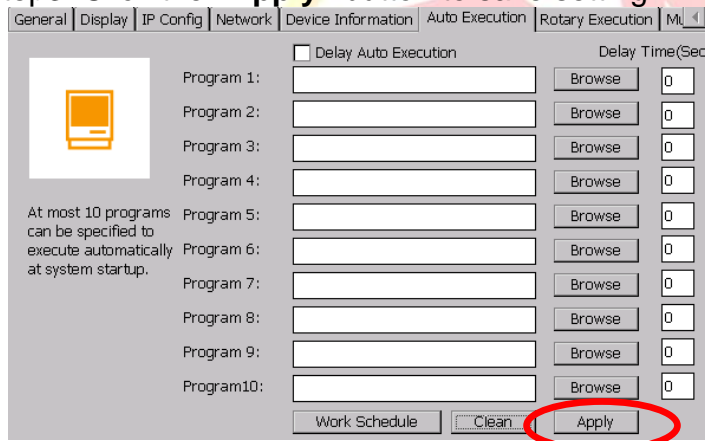 General Display IP Config Network Device Information Auto Execution Rotary Execution
Delay Auto Execution Delay Time(Sec
Program 1: Browse 0
Program 2: Browse 0
Program 3: Browse 0
Program 4: Browse 0
At most 10 programs Program 5: Browse 0
can be specified to
execute automatically Program 6: Browse 0
at system startup.
Program 7: Browse 0
Program 8: Browse 0
Program 9: Browse 0
Program10: Browse 0
Work Schedule Clean Apply